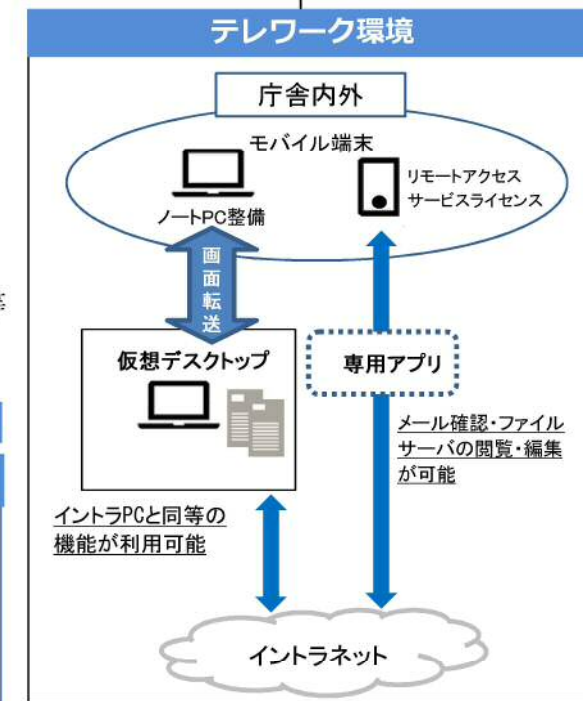 テレワーク環境
庁舎内外
モバイル端末
リモートアクセス
サービスライセンス
ノートPC整備
画
面
転
送
等
仮想デスクトップ
専用アプリ
メール確認・ファイル
サーバの閲覧・編集
が可能
イントラPCと同等の
機能が利用可能
イントラネット